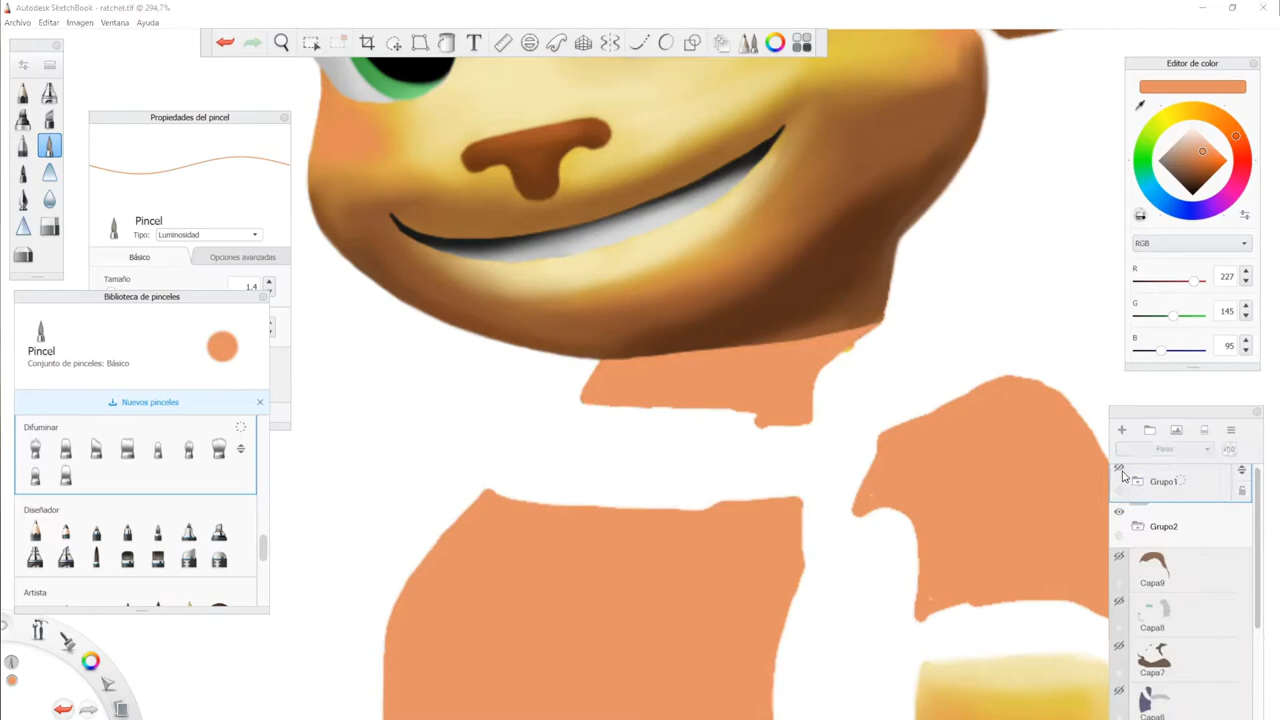 Autodesk SketchBook - ratchet.tif @ 294,7%
Archivo Editar Imagen Ventana Ayuda
T
Propiedades del pincel
Pincel
Tipo: Luminosidad
Básico Opciones avanzadas
Tamaño
1.4
Biblioteca de pinceles
Pincel
Conjunto de pinceles: Básico
Nuevos pinceles
Difuminar
Diseñador
Artista
Editor de color
RGB
R 227
G 145
B 95
Grupo1
Grupo2
Capa9
Capa8
Capa7
Capa6